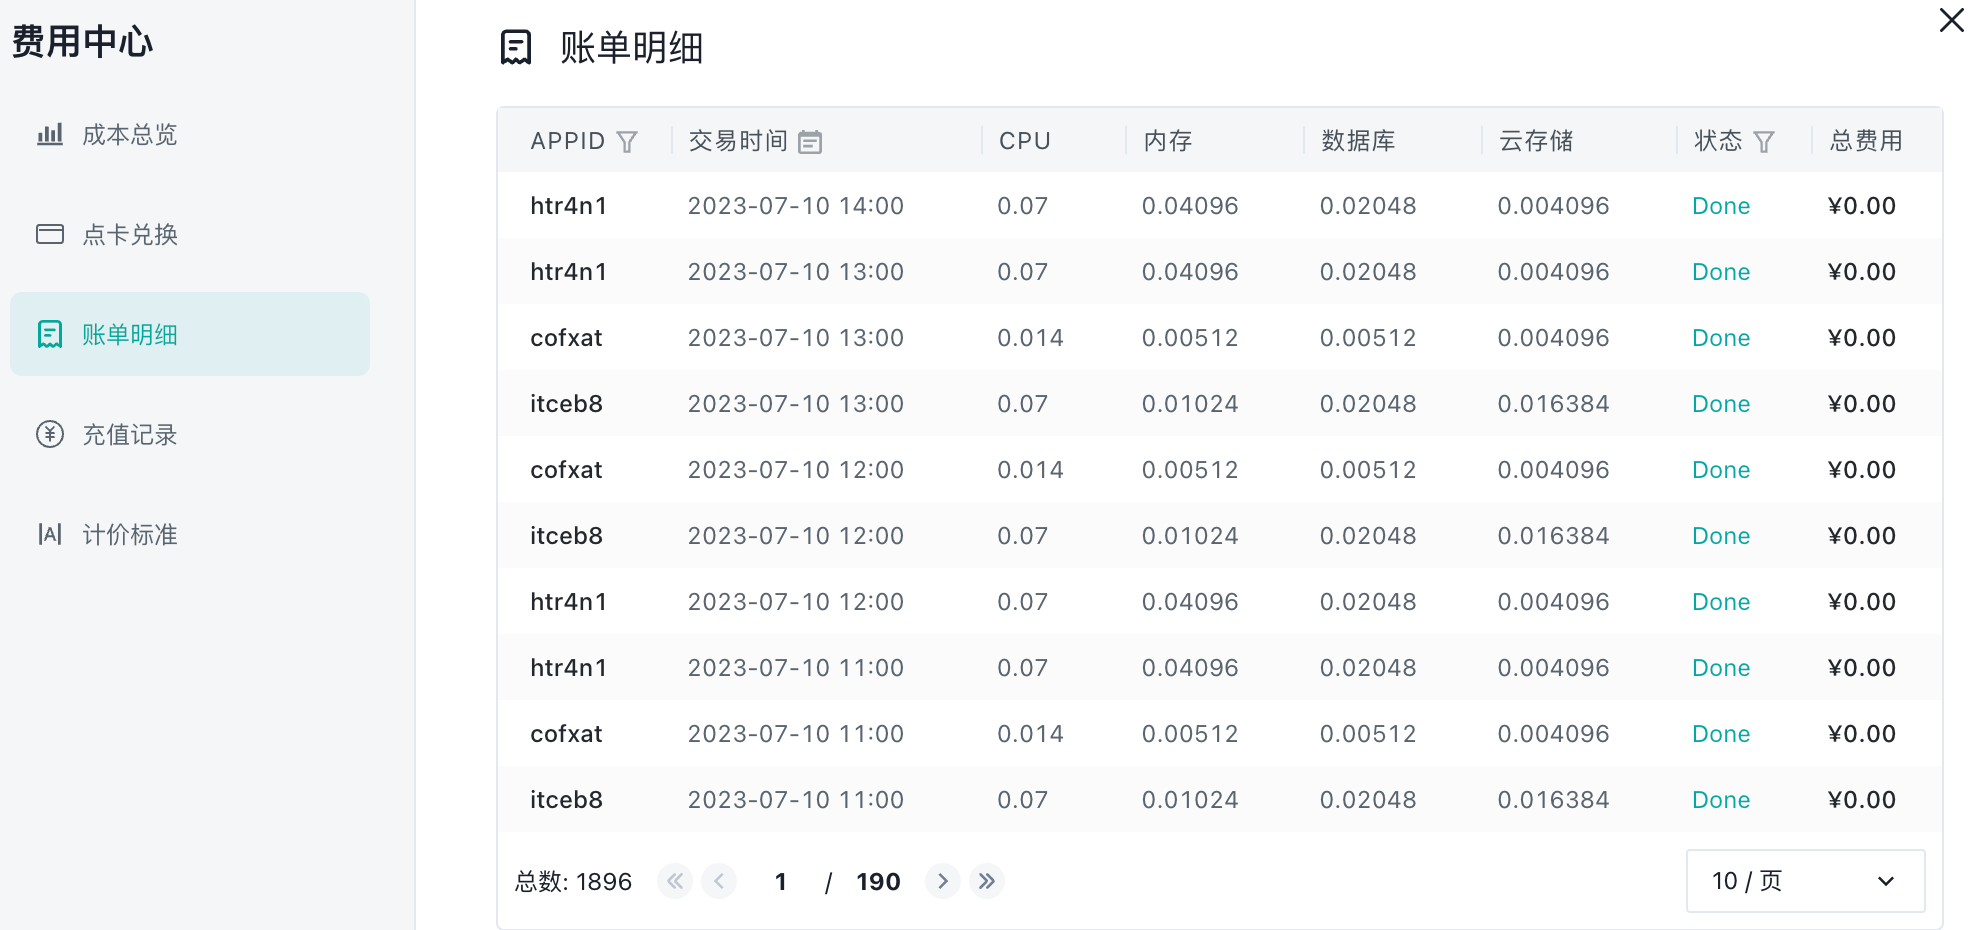 费用中心
成本总览
点卡兑换
账单明细
充值记录
计价标准
账单明细
APPID 交易时间 CPU 内存 数据库 云存储 状态 总费用
htr4n1 2023-07-10 14:00 0.07 0.04096 0.02048 0.004096 Done ¥0.00
htr4n1 2023-07-10 13:00 0.07 0.04096 0.02048 0.004096 Done ¥0.00
cofxat 2023-07-10 13:00 0.014 0.00512 0.00512 0.004096 Done ¥0.00
itceb8 2023-07-10 13:00 0.07 0.01024 0.02048 0.016384 Done ¥0.00
cofxat 2023-07-10 12:00 0.014 0.00512 0.00512 0.004096 Done ¥0.00
itceb8 2023-07-10 12:00 0.07 0.01024 0.02048 0.016384 Done ¥0.00
htr4n1 2023-07-10 12:00 0.07 0.04096 0.02048 0.004096 Done ¥0.00
htr4n1 2023-07-10 11:00 0.07 0.04096 0.02048 0.004096 Done ¥0.00
cofxat 2023-07-10 11:00 0.014 0.00512 0.00512 0.004096 Done ¥0.00
itceb8 2023-07-10 11:00 0.07 0.01024 0.02048 0.016384 Done ¥0.00
总数: 1896 1 / 190 10 / 页